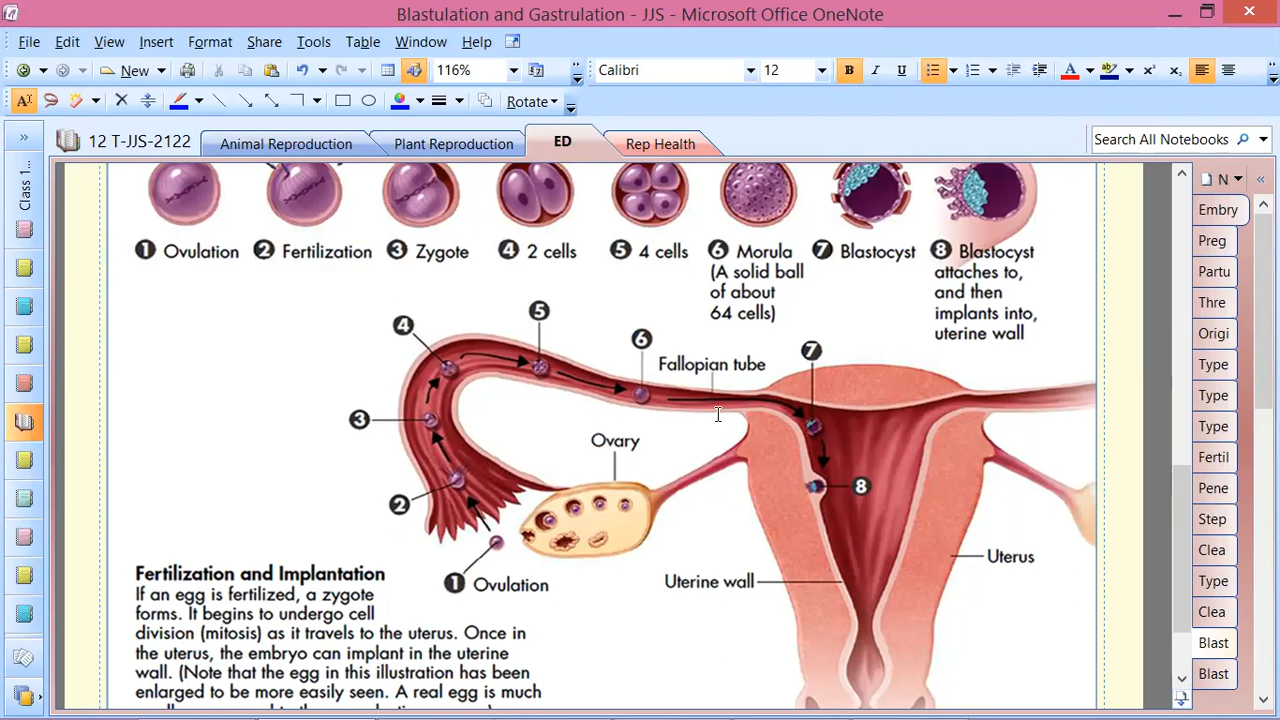 Blastulation and Gastrulation - JJS - Microsoft Office OneNote
File Edit View Insert Format Share Tools Table Window Help
New 116% Calibri 12 B I U
Rotate
12 T-JJS-2122 Animal Reproduction Plant Reproduction ED Rep Health Search All Notebooks
Class 1.
N
Embry
Preg
Partu
Thre
Origi
Type
Type
Type
Fertil
Pene
Step
Clea
Type
Clea
Blast
Blast
1 Ovulation 2 Fertilization 3 Zygote 4 2 cells 5 4 cells 6 Morula 7 Blastocyst 8 Blastocyst
(A solid ball
of about
64 cells)
attaches to,
and then
implants into,
uterine wall
4
5
6
Fallopian tube
7
3
Ovary
2
8
1 Ovulation
Uterine wall
Uterus
Fertilization and Implantation
If an egg is fertilized, a zygote
forms. It begins to undergo cell
division (mitosis) as it travels to the uterus. Once in
the uterus, the embryo can implant in the uterine
wall. (Note that the egg in this illustration has been
enlarged to be more easily seen. A real egg is much